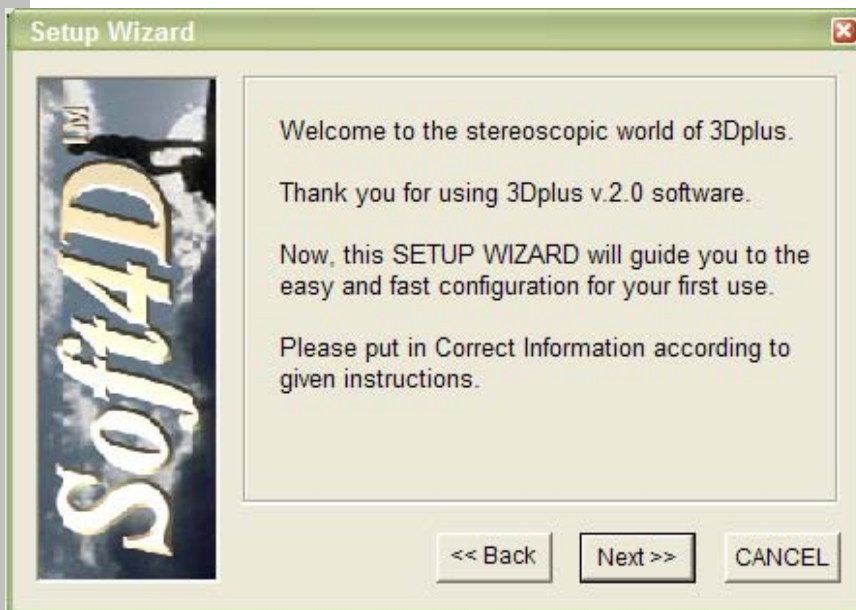 Setup Wizard
Soft4D™
Welcome to the stereoscopic world of 3Dplus.
Thank you for using 3Dplus v.2.0 software.
Now, this SETUP WIZARD will guide you to the
easy and fast configuration for your first use.
Please put in Correct Information according to
given instructions.
<< Back
Next >>
CANCEL